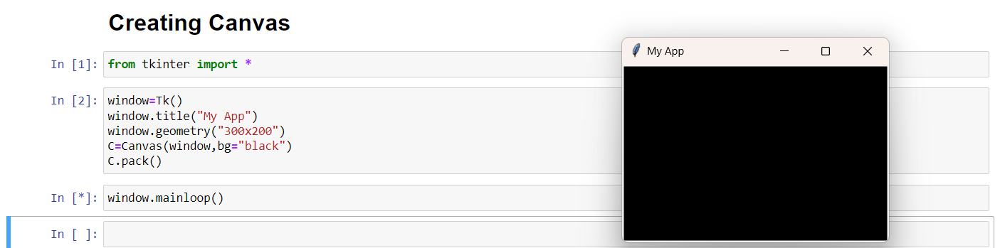 Creating Canvas
My App
In [1]: from tkinter import *
In [2]: window=Tk()
window.title("My App")
window.geometry("300x200")
C=Canvas(window,bg="black")
C.pack()
In [*]: window.mainloop()
In [ ]: